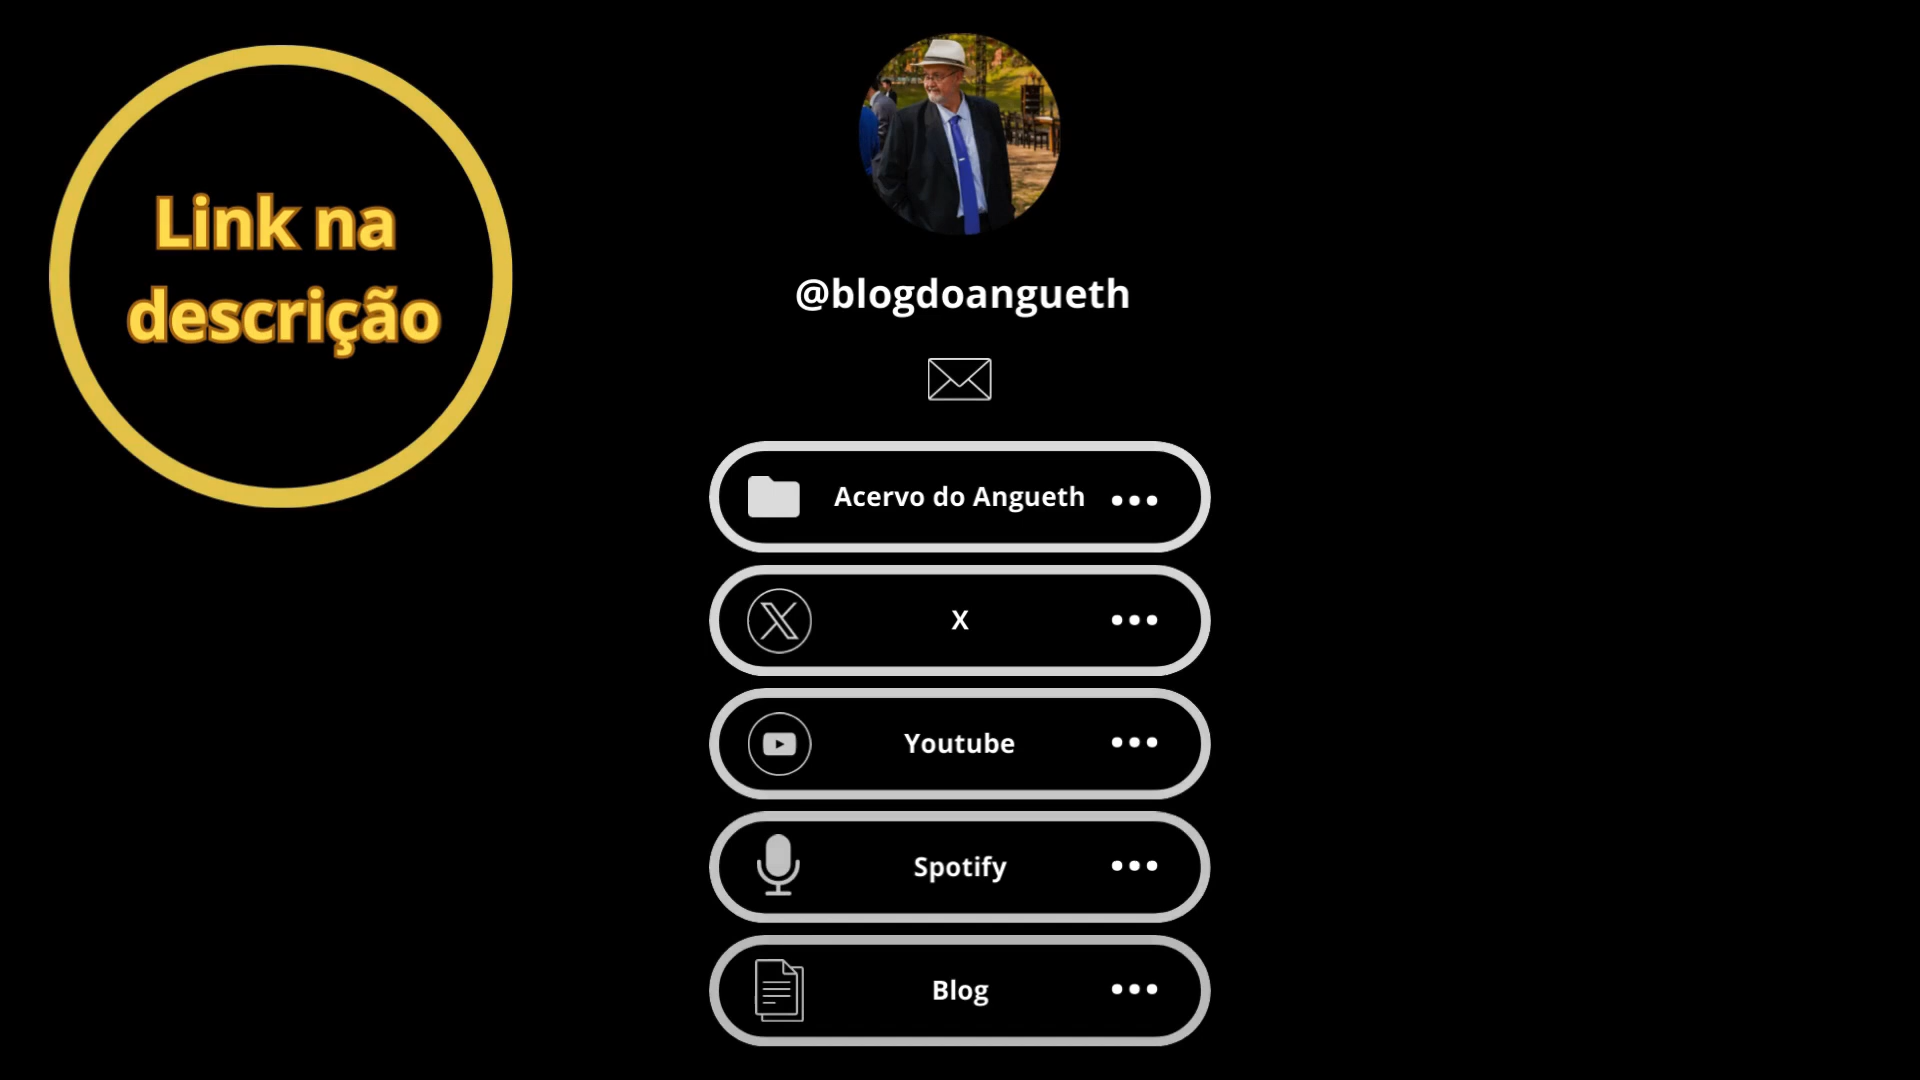 Link na
descrição
@blogdoangueth
Acervo do Angueth
X
Youtube
Spotify
Blog